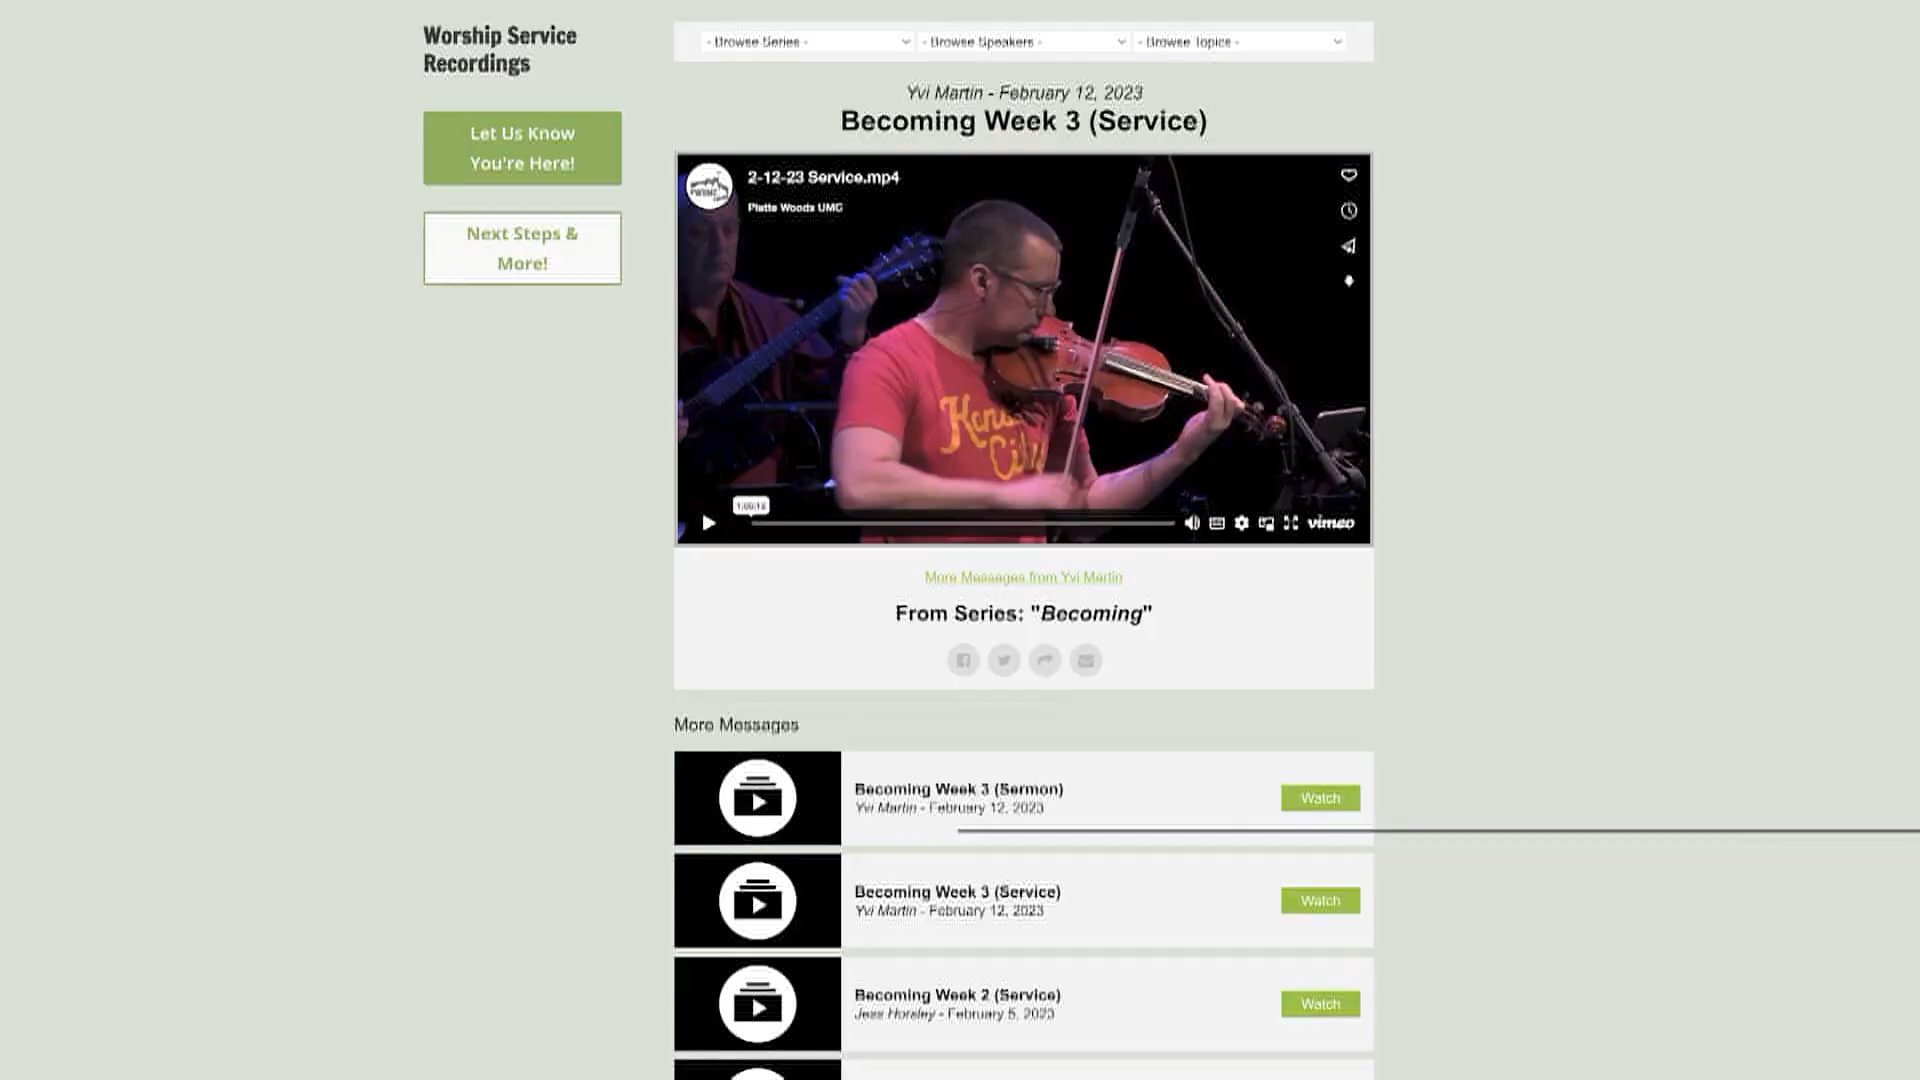 Worship Service
Recordings
Let Us Know
You're Here!
Next Steps &
More!
- Browse Series -
- Browse Speakers -
- Browse Topics -
Yvi Martin - February 12, 2023
Becoming Week 3 (Service)
2-12-23 Service.mp4
Platte Woods UMC
vimeo
More Messages from Yvi Martin
From Series: "Becoming"
More Messages
Becoming Week 3 (Sermon)
Yvi Martin - February 12, 2023
Watch
Becoming Week 3 (Service)
Yvi Martin - February 12, 2023
Watch
Becoming Week 2 (Service)
Jess Horsley - February 5, 2023
Watch